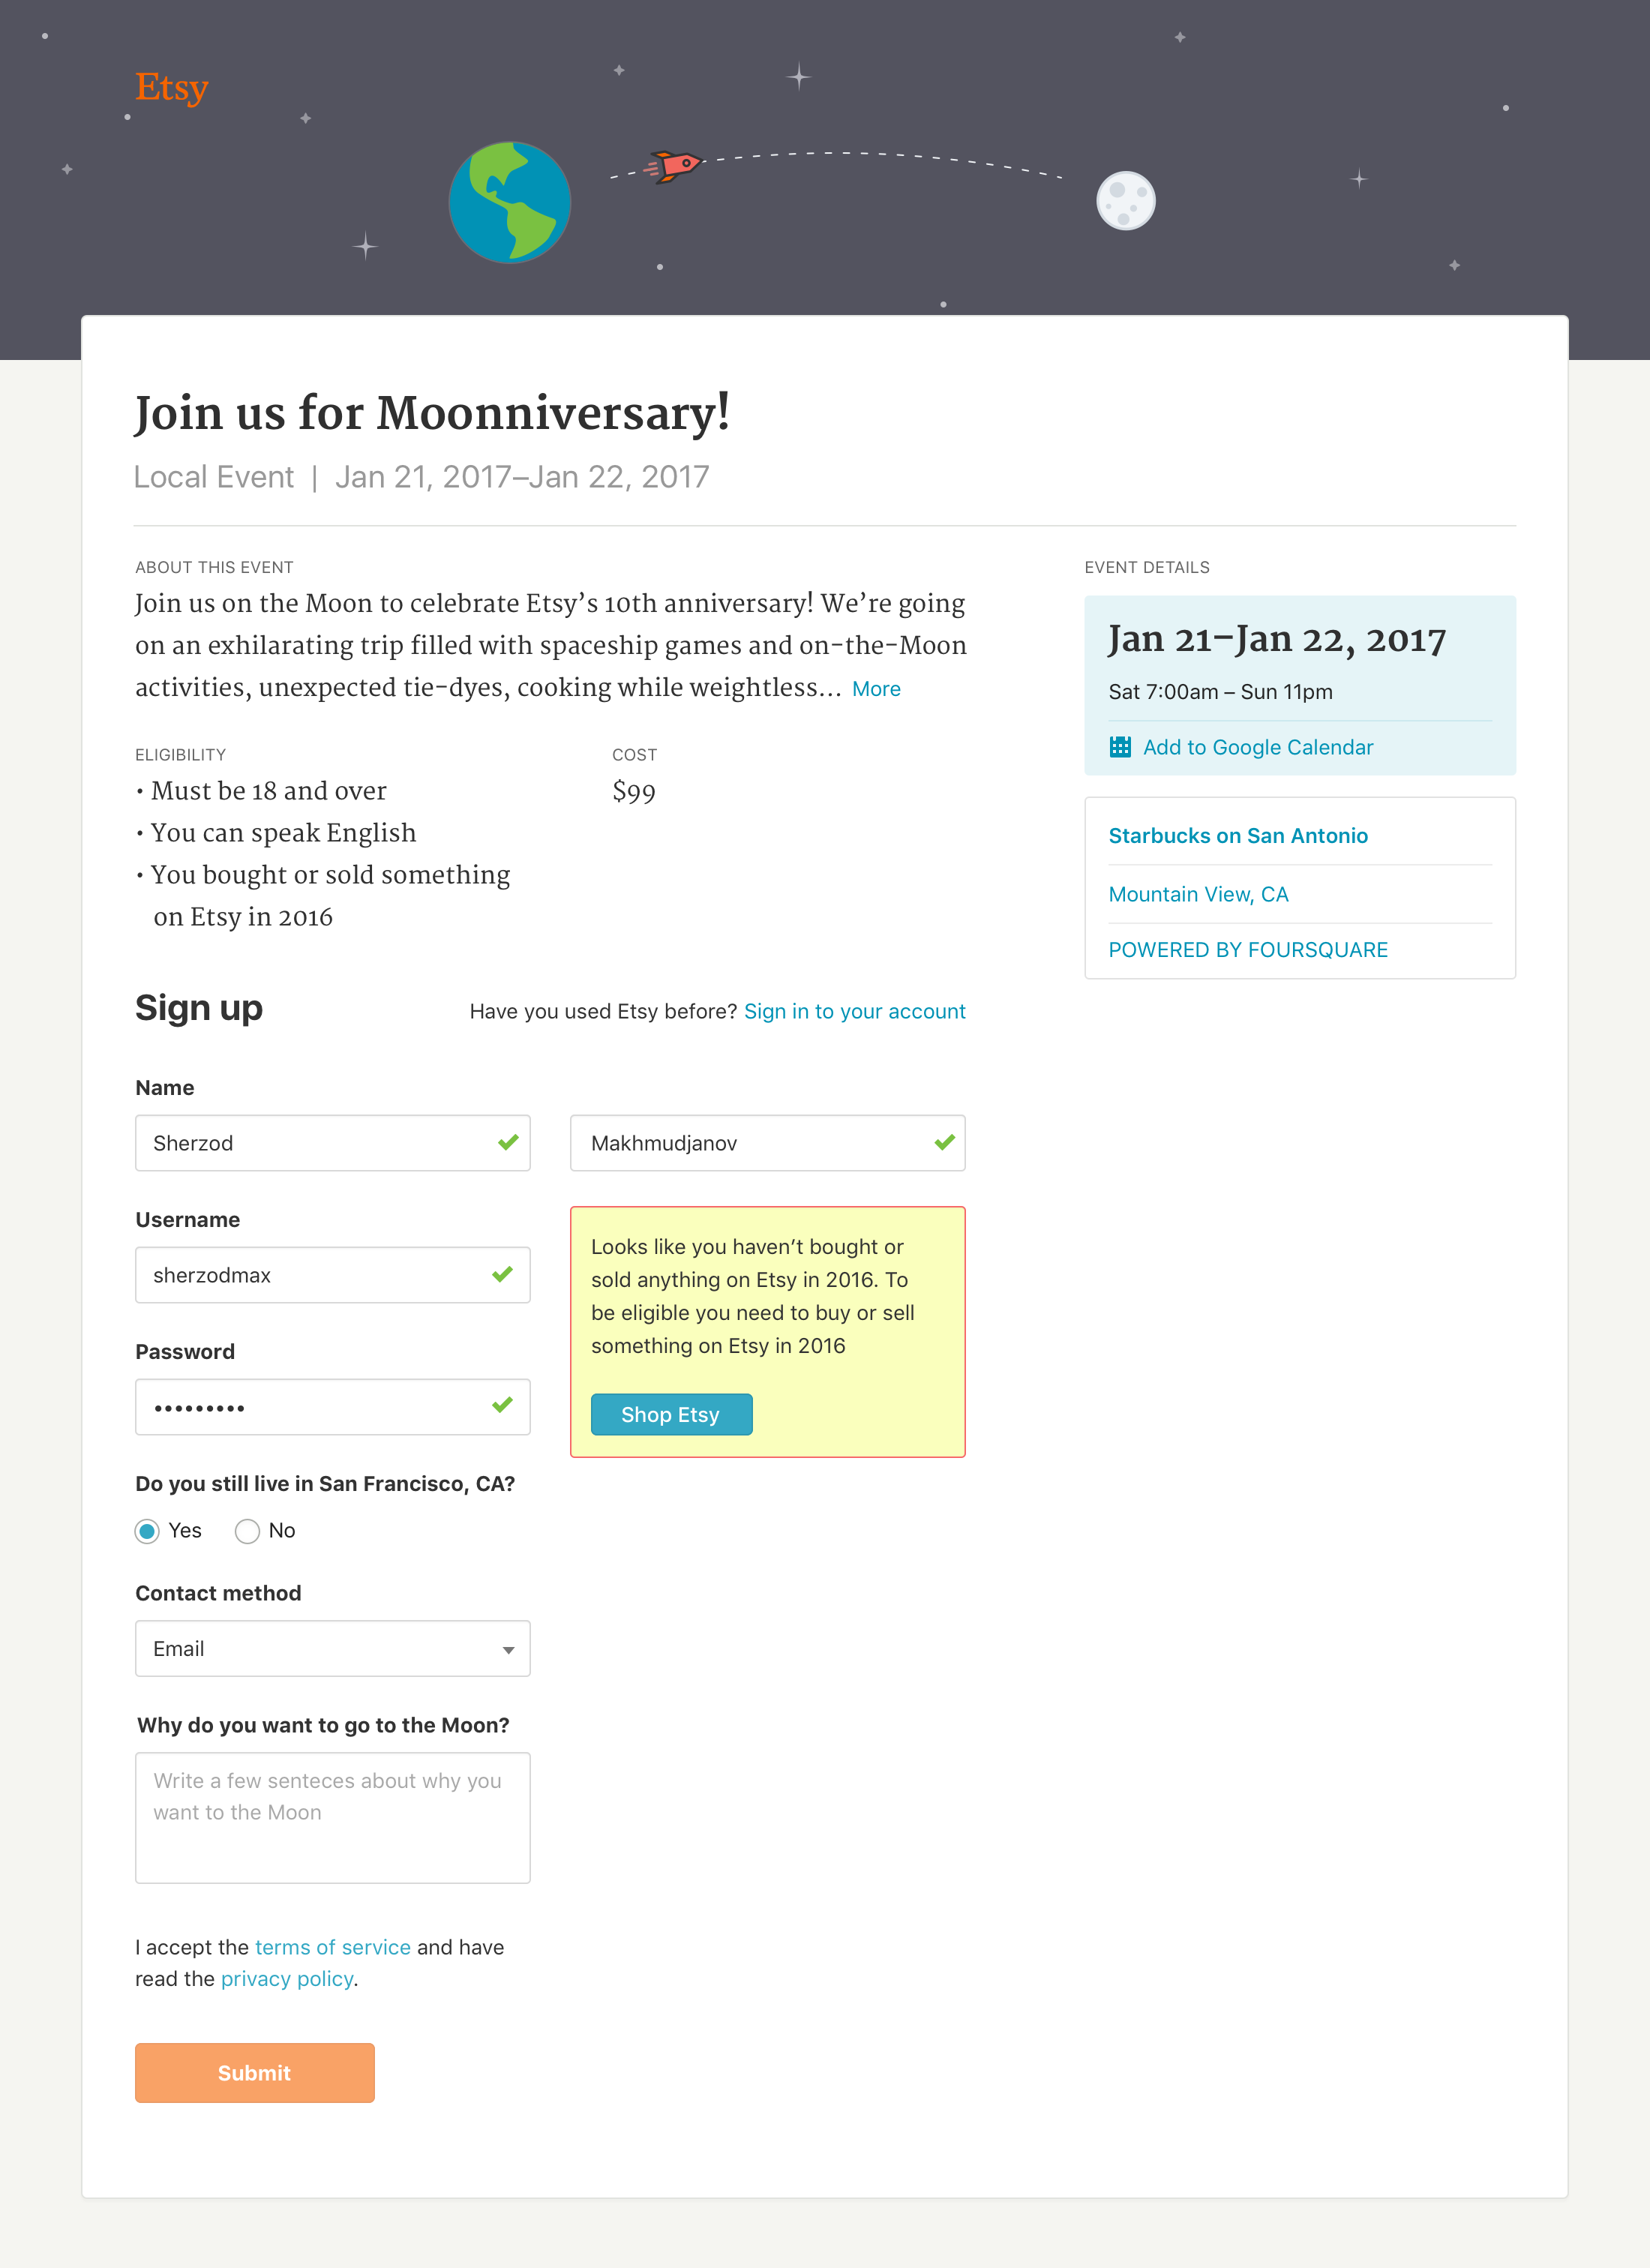 Etsy
Join us for Moonniversary!
Local Event | Jan 21, 2017–Jan 22, 2017
ABOUT THIS EVENT
Join us on the Moon to celebrate Etsy’s 10th anniversary! We’re going
on an exhilarating trip filled with spaceship games and on-the-Moon
activities, unexpected tie-dyes, cooking while weightless... More
ELIGIBILITY
• Must be 18 and over
• You can speak English
• You bought or sold something
on Etsy in 2016
COST
$99
EVENT DETAILS
Jan 21–Jan 22, 2017
Sat 7:00am – Sun 11pm
Add to Google Calendar
Starbucks on San Antonio
Mountain View, CA
POWERED BY FOURSQUARE
Sign up
Have you used Etsy before? Sign in to your account
Name
Sherzod
Makhmudjanov
Username
sherzodmax
Password
•••••••••
Looks like you haven’t bought or
sold anything on Etsy in 2016. To
be eligible you need to buy or sell
something on Etsy in 2016
Shop Etsy
Do you still live in San Francisco, CA?
Yes No
Contact method
Email
Why do you want to go to the Moon?
Write a few senteces about why you
want to the Moon
I accept the terms of service and have
read the privacy policy.
Submit